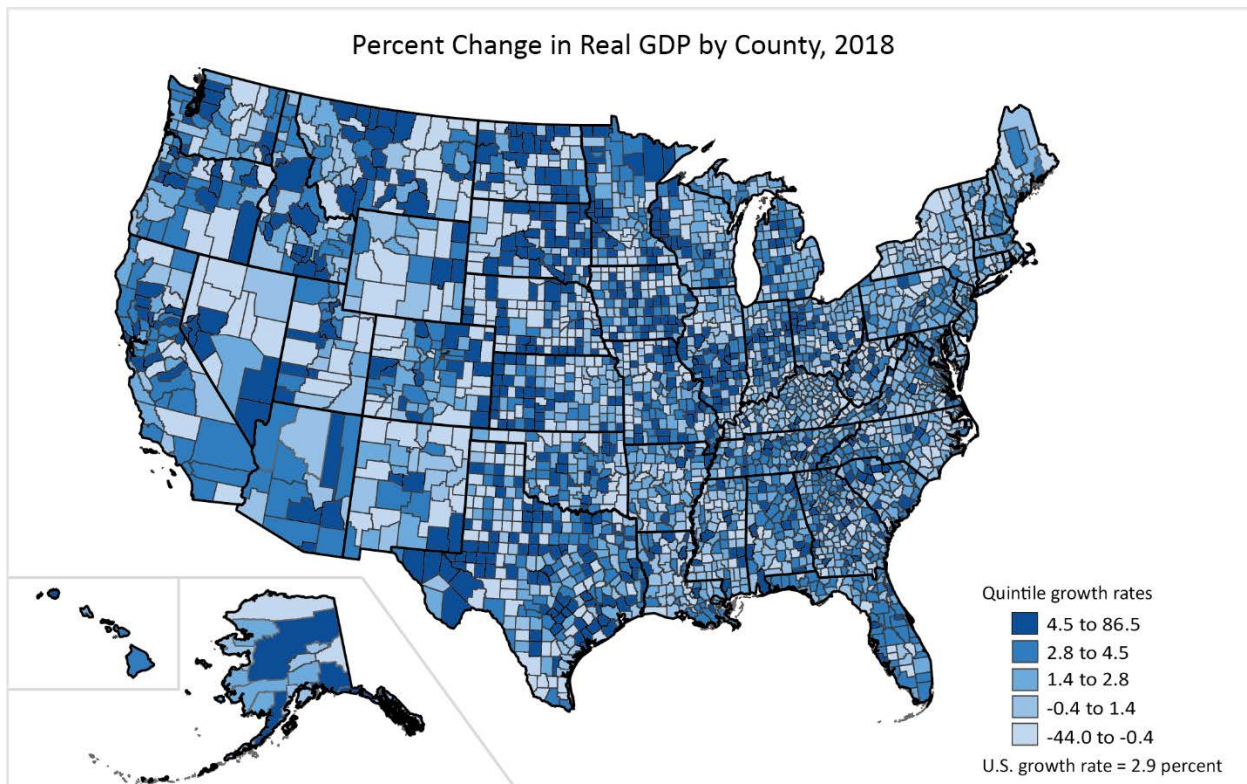 Percent Change in Real GDP by County, 2018
Quintile growth rates
4.5 to 86.5
2.8 to 4.5
1.4 to 2.8
-0.4 to 1.4
-44.0 to -0.4
U.S. growth rate = 2.9 percent